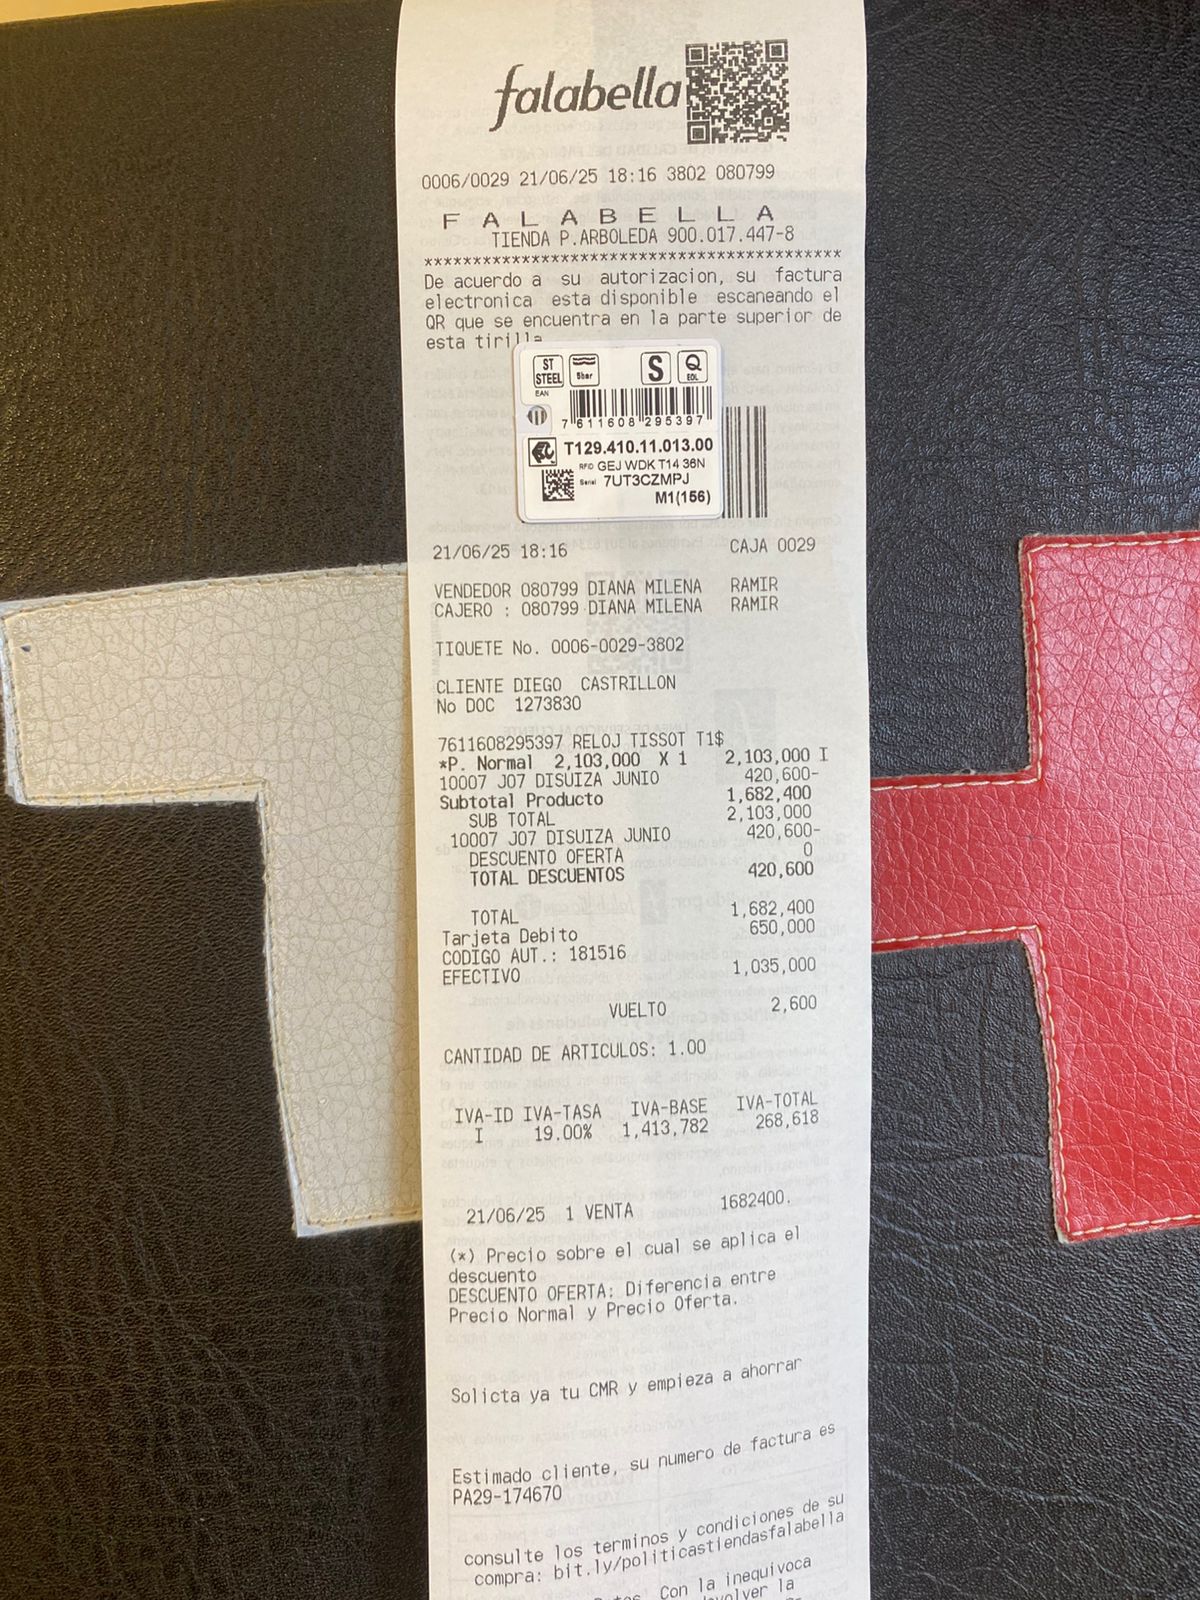 falabella
0006/0029 21/06/25 18:16 3802 080799
F A L A B E L L A
TIENDA P.ARBOLEDA 900.017.447-8
******************************************
De acuerdo a su autorizacion, su factura
electronica esta disponible escaneando el
QR que se encuentra en la parte superior de
esta tirilla
ST STEEL
5bar
S
Q EOL
EAN
7 611608 295397
T129.410.11.013.00
RFID GEJ WDK T14 36N
Serial 7UT3CZMPJ
M1(156)
21/06/25 18:16 CAJA 0029
VENDEDOR 080799 DIANA MILENA RAMIR
CAJERO : 080799 DIANA MILENA RAMIR
TIQUETE No. 0006-0029-3802
CLIENTE DIEGO CASTRILLON
No DOC 1273830
7611608295397 RELOJ TISSOT T1$
*P. Normal 2,103,000 X 1 2,103,000 I
10007 J07 DISUIZA JUNIO 420,600-
Subtotal Producto 1,682,400
SUB TOTAL 2,103,000
10007 J07 DISUIZA JUNIO 420,600-
DESCUENTO OFERTA 0
TOTAL DESCUENTOS 420,600
TOTAL 1,682,400
Tarjeta Debito 650,000
CODIGO AUT.: 181516
EFECTIVO 1,035,000
VUELTO 2,600
CANTIDAD DE ARTICULOS: 1.00
IVA-ID IVA-TASA IVA-BASE IVA-TOTAL
I 19.00% 1,413,782 268,618
21/06/25 1 VENTA 1682400.
(*) Precio sobre el cual se aplica el
descuento
DESCUENTO OFERTA: Diferencia entre
Precio Normal y Precio Oferta.
Solicta ya tu CMR y empieza a ahorrar
Estimado cliente, su numero de factura es
PA29-174670
consulte los terminos y condiciones de su
compra: bit.ly/politicastiendasfalabella
Con la inequivoca
la